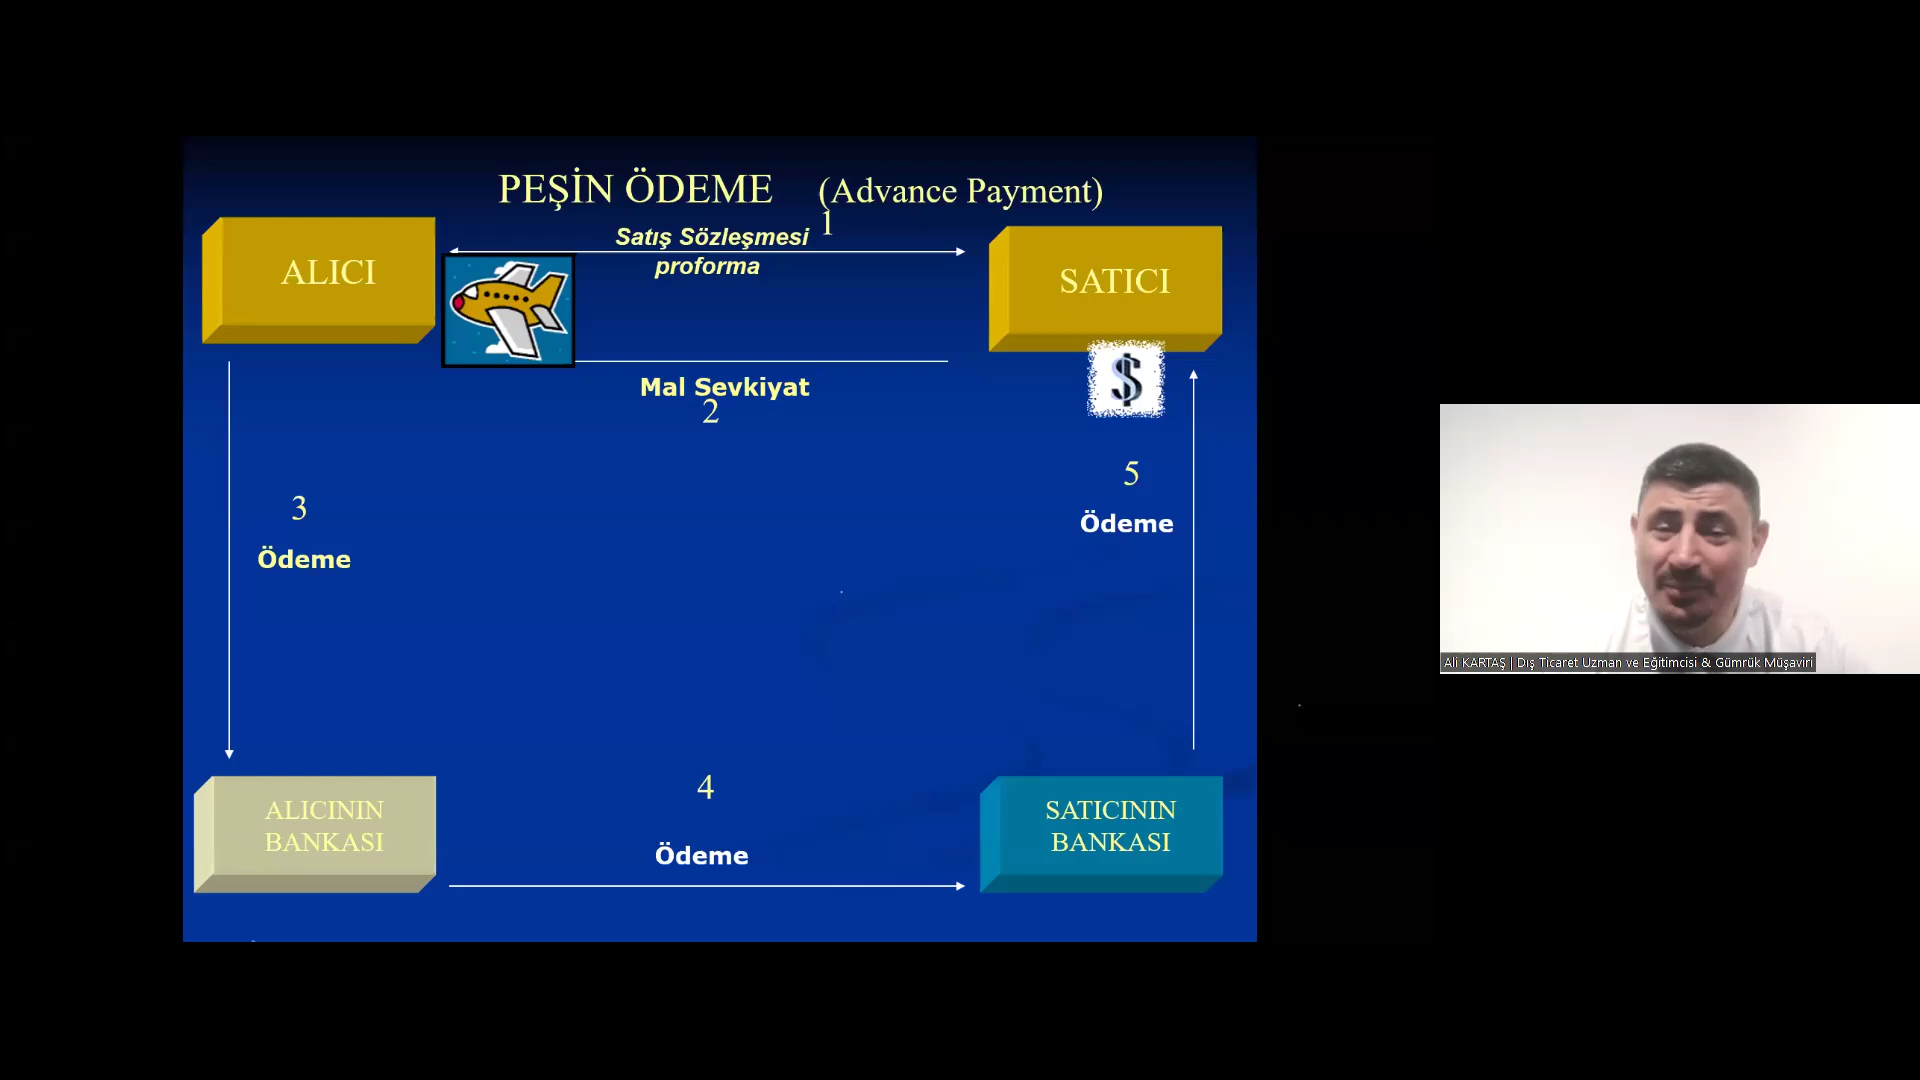 PEŞİN ÖDEME (Advance Payment)
1
Satış Sözleşmesi
proforma
ALICI
SATICI
Mal Sevkiyat
2
$
3
Ödeme
5
Ödeme
4
Ödeme
ALICININ
BANKASI
SATICININ
BANKASI
Ali KARTAŞ | Dış Ticaret Uzman ve Eğitimcisi & Gümrük Müşaviri